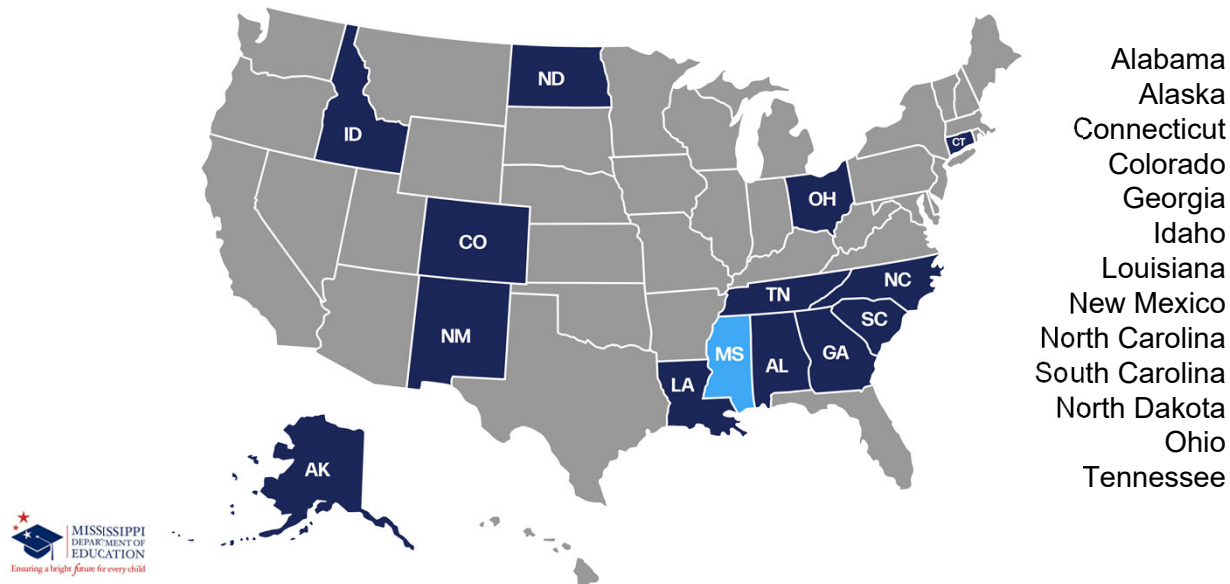 ND
ID
CT
OH
CO
NC
TN
SC
NM
MS
AL
GA
LA
AK
Alabama
Alaska
Connecticut
Colorado
Georgia
Idaho
Louisiana
New Mexico
North Carolina
South Carolina
North Dakota
Ohio
Tennessee
MISSISSIPPI
DEPARTMENT OF
EDUCATION
Ensuring a bright future for every child